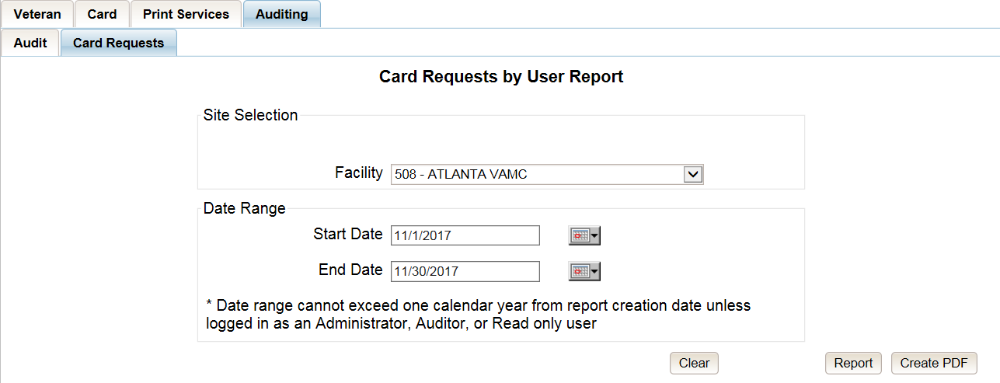 Veteran Card Print Services Auditing
Audit Card Requests
Card Requests by User Report
Site Selection
Facility 508 - ATLANTA VAMC
Date Range
Start Date 11/1/2017
End Date 11/30/2017
* Date range cannot exceed one calendar year from report creation date unless
logged in as an Administrator, Auditor, or Read only user
Clear Report Create PDF